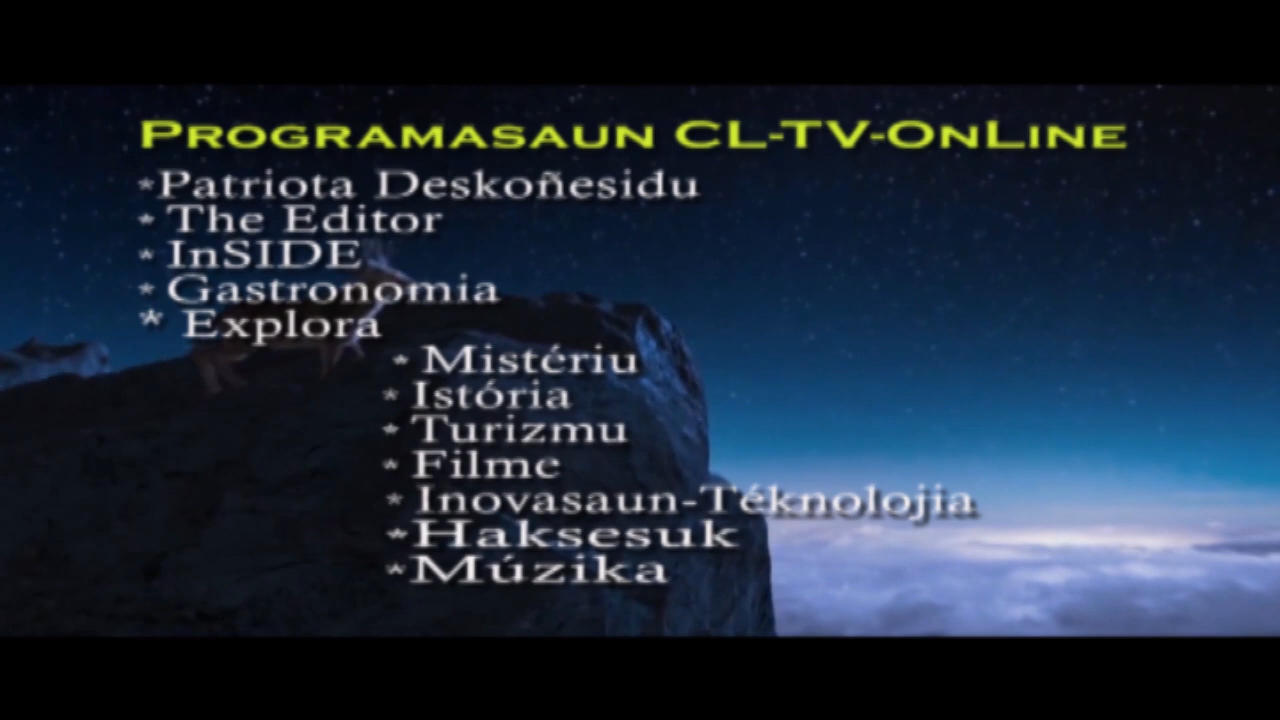 PROGRAMASAUN CL-TV-ONLINE
*Patriota Deskoñesidu
* The Editor
* InSIDE
* Gastronomia
* Explora
* Mistériu
* Istória
* Turizmu
* Filme
* Inovasaun-Téknolojia
*Haksesuk
*Múzika